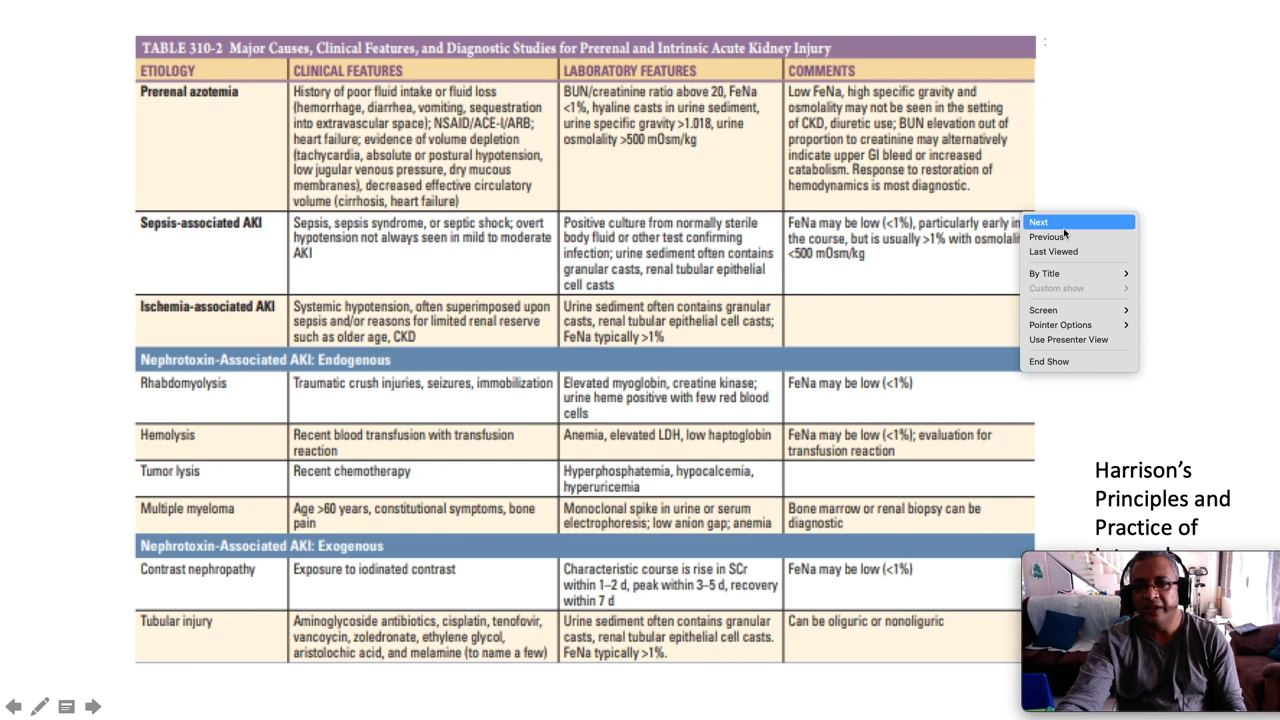 TABLE 310-2 Major Causes, Clinical Features, and Diagnostic Studies for Prerenal and Intrinsic Acute Kidney Injury
ETIOLOGY
CLINICAL FEATURES
LABORATORY FEATURES
COMMENTS
Prerenal azotemia
History of poor fluid intake or fluid loss
(hemorrhage, diarrhea, vomiting, sequestration
into extravascular space); NSAID/ACE-I/ARB;
heart failure; evidence of volume depletion
(tachycardia, absolute or postural hypotension,
low jugular venous pressure, dry mucous
membranes), decreased effective circulatory
volume (cirrhosis, heart failure)
BUN/creatinine ratio above 20, FeNa
<1%, hyaline casts in urine sediment,
urine specific gravity >1.018, urine
osmolality >500 mOsm/kg
Low FeNa, high specific gravity and
osmolality may not be seen in the setting
of CKD, diuretic use; BUN elevation out of
proportion to creatinine may alternatively
indicate upper GI bleed or increased
catabolism. Response to restoration of
hemodynamics is most diagnostic.
Sepsis-associated AKI
Sepsis, sepsis syndrome, or septic shock; overt
hypotension not always seen in mild to moderate
AKI
Positive culture from normally sterile
body fluid or other test confirming
infection; urine sediment often contains
granular casts, renal tubular epithelial
cell casts
FeNa may be low (<1%), particularly early in
the course, but is usually >1% with osmolali
<500 mOsm/kg
Ischemia-associated AKI
Systemic hypotension, often superimposed upon
sepsis and/or reasons for limited renal reserve
such as older age, CKD
Urine sediment often contains granular
casts, renal tubular epithelial cell casts;
FeNa typically >1%
Nephrotoxin-Associated AKI: Endogenous
Rhabdomyolysis
Traumatic crush injuries, seizures, immobilization
Elevated myoglobin, creatine kinase;
urine heme positive with few red blood
cells
FeNa may be low (<1%)
Hemolysis
Recent blood transfusion with transfusion
reaction
Anemia, elevated LDH, low haptoglobin
FeNa may be low (<1%); evaluation for
transfusion reaction
Tumor lysis
Recent chemotherapy
Hyperphosphatemia, hypocalcemia,
hyperuricemia
Multiple myeloma
Age >60 years, constitutional symptoms, bone
pain
Monoclonal spike in urine or serum
electrophoresis; low anion gap; anemia
Bone marrow or renal biopsy can be
diagnostic
Nephrotoxin-Associated AKI: Exogenous
Contrast nephropathy
Exposure to iodinated contrast
Characteristic course is rise in SCr
within 1–2 d, peak within 3–5 d, recovery
within 7 d
FeNa may be low (<1%)
Tubular injury
Aminoglycoside antibiotics, cisplatin, tenofovir,
vancoycin, zoledronate, ethylene glycol,
aristolochic acid, and melamine (to name a few)
Urine sediment often contains granular
casts, renal tubular epithelial cell casts.
FeNa typically >1%.
Can be oliguric or nonoliguric
Next
Previous
Last Viewed
By Title
Custom show
Screen
Pointer Options
Use Presenter View
End Show
Harrison’s
Principles and
Practice of